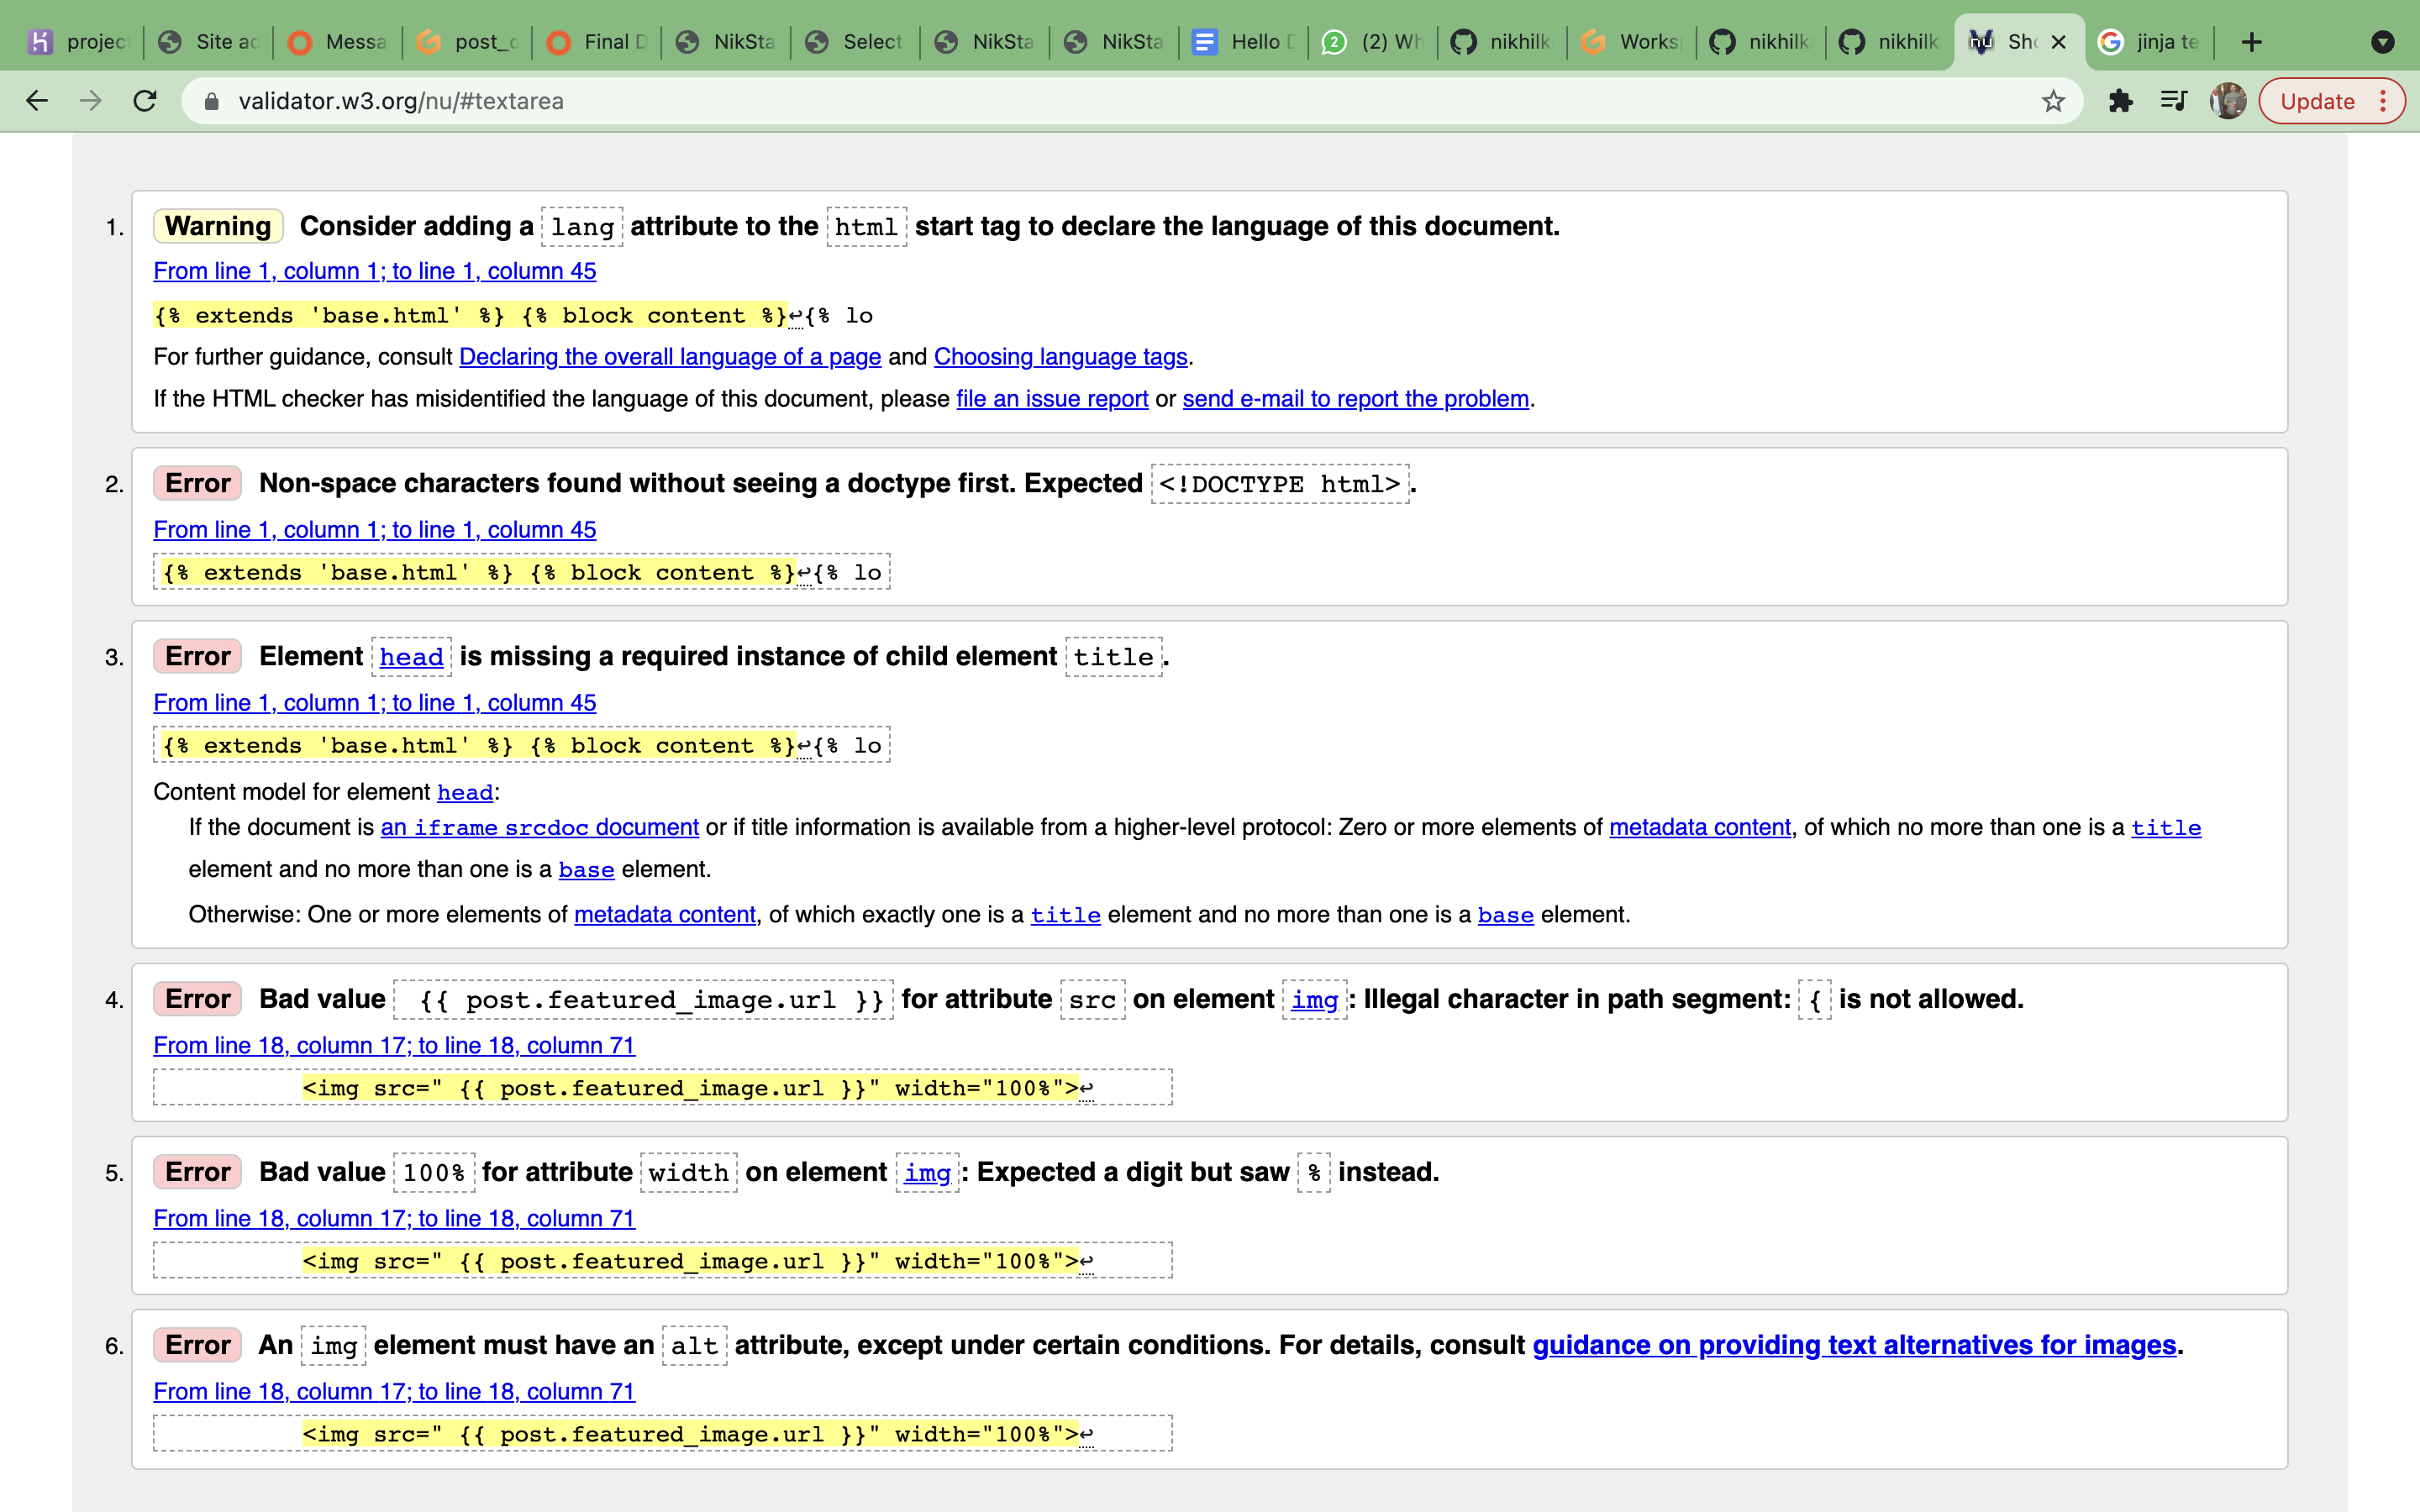 projec
Site ac
Messa
post_c
Final D
NikSta
Select
NikSta
NikSta
Hello D
(2) Wh
nikhilk
Works
nikhilk
nikhilk
Sho
jinja te
validator.w3.org/nu/#textarea
Update
1. Warning Consider adding a lang attribute to the html start tag to declare the language of this document.
From line 1, column 1; to line 1, column 45
{% extends 'base.html' %} {% block content %}↩{% lo
For further guidance, consult Declaring the overall language of a page and Choosing language tags.
If the HTML checker has misidentified the language of this document, please file an issue report or send e-mail to report the problem.
2. Error Non-space characters found without seeing a doctype first. Expected <!DOCTYPE html>.
From line 1, column 1; to line 1, column 45
{% extends 'base.html' %} {% block content %}↩{% lo
3. Error Element head is missing a required instance of child element title.
From line 1, column 1; to line 1, column 45
{% extends 'base.html' %} {% block content %}↩{% lo
Content model for element head:
If the document is an iframe srcdoc document or if title information is available from a higher-level protocol: Zero or more elements of metadata content, of which no more than one is a title
element and no more than one is a base element.
Otherwise: One or more elements of metadata content, of which exactly one is a title element and no more than one is a base element.
4. Error Bad value {{ post.featured_image.url }} for attribute src on element img: Illegal character in path segment: { is not allowed.
From line 18, column 17; to line 18, column 71
<img src=" {{ post.featured_image.url }}" width="100%">↩
5. Error Bad value 100% for attribute width on element img: Expected a digit but saw % instead.
From line 18, column 17; to line 18, column 71
<img src=" {{ post.featured_image.url }}" width="100%">↩
6. Error An img element must have an alt attribute, except under certain conditions. For details, consult guidance on providing text alternatives for images.
From line 18, column 17; to line 18, column 71
<img src=" {{ post.featured_image.url }}" width="100%">↩